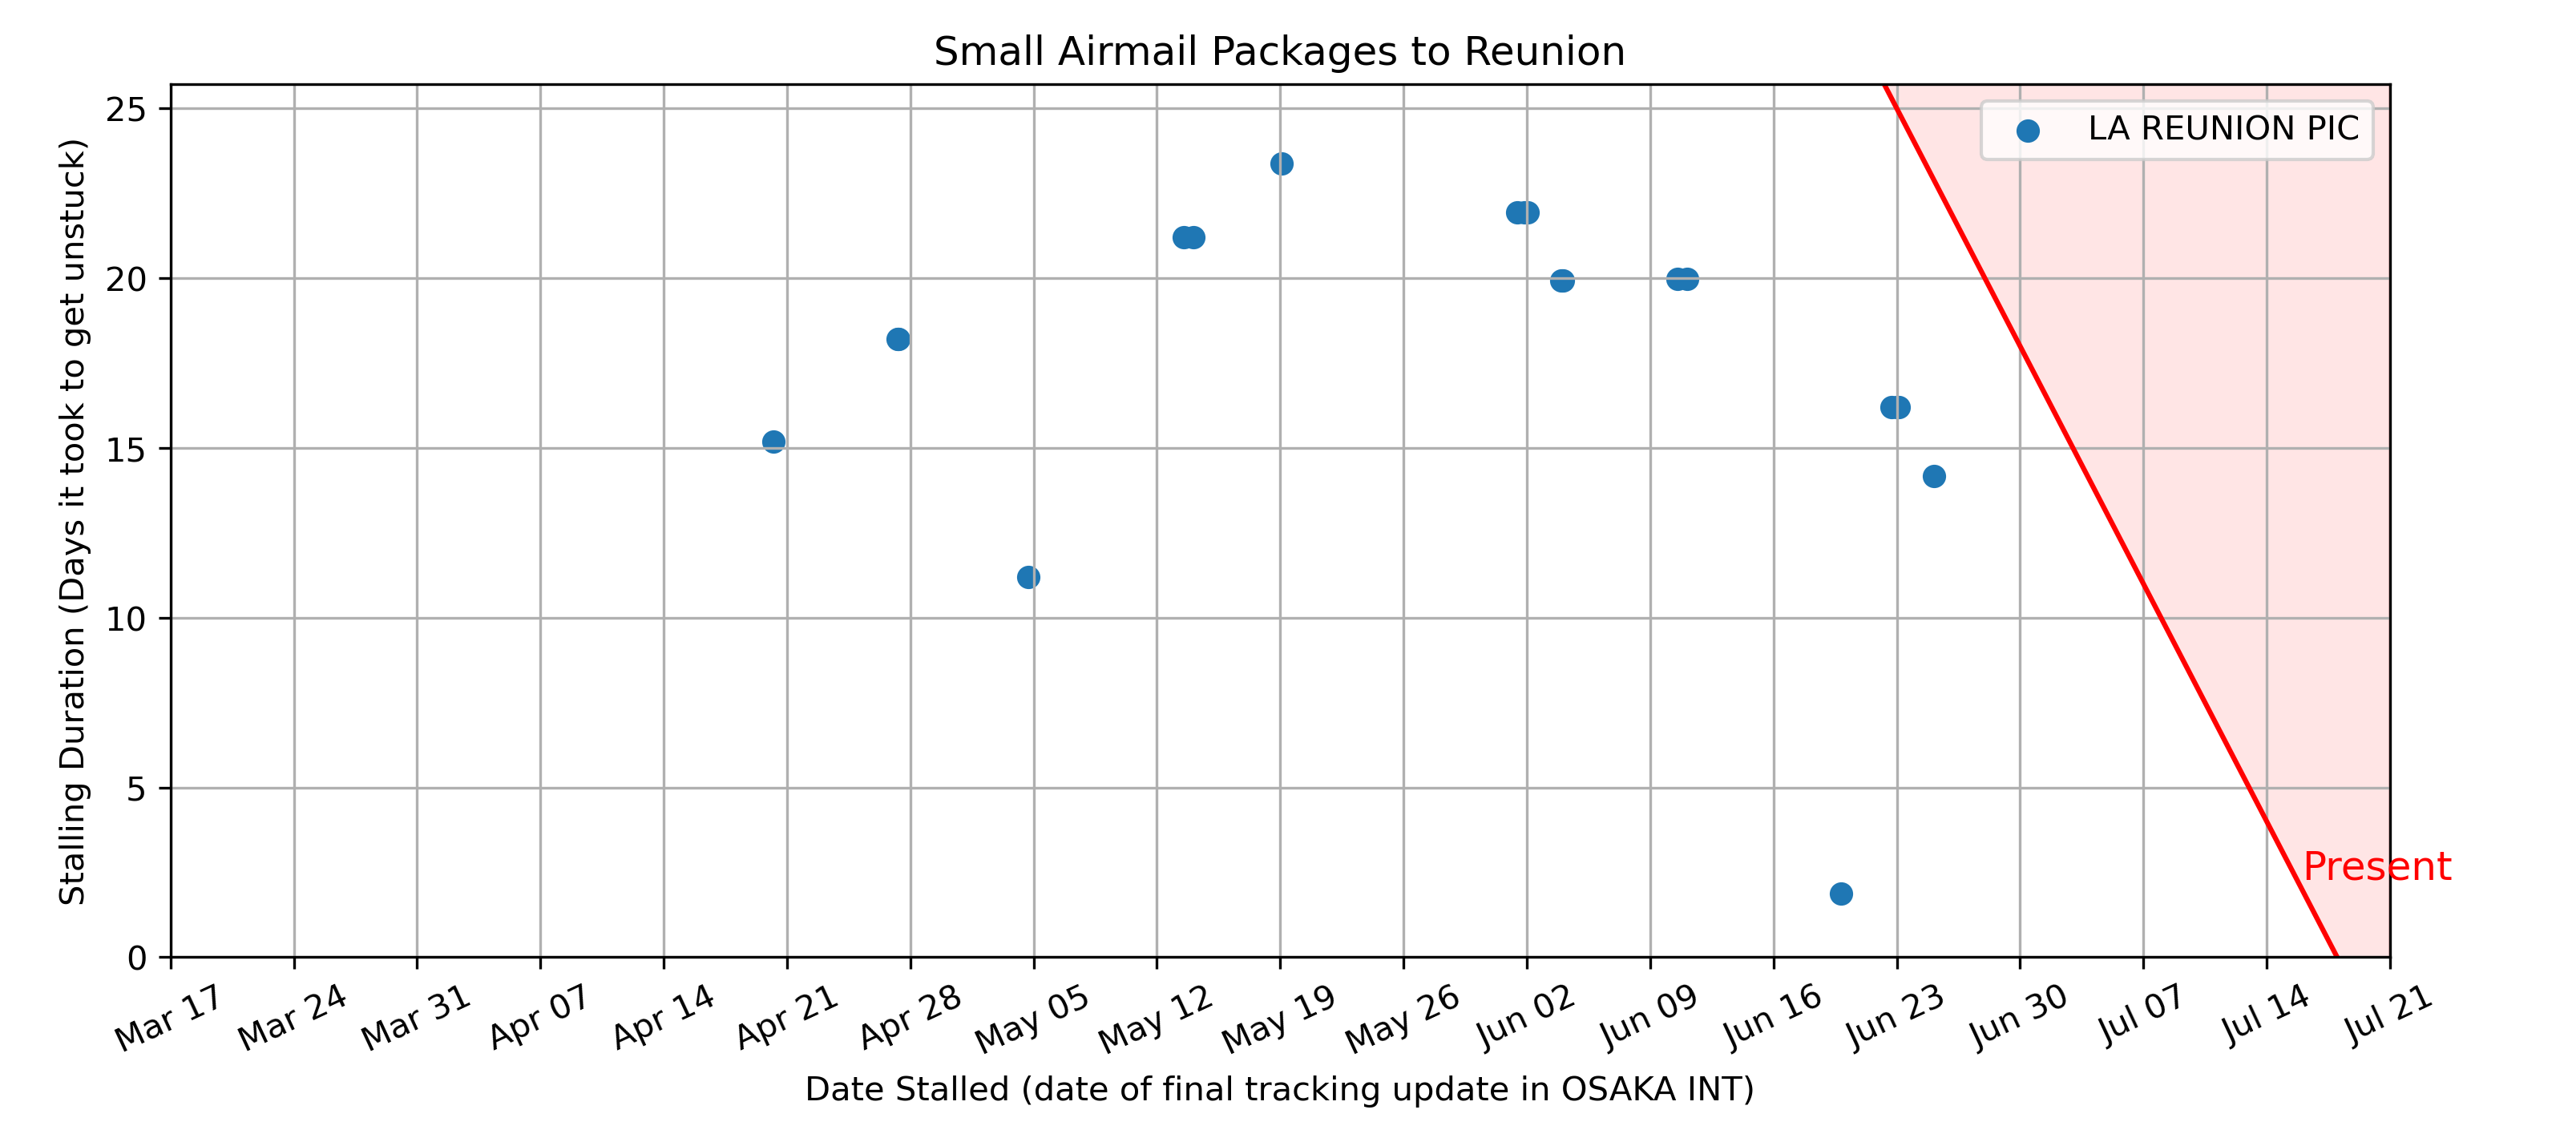 Small Airmail Packages to Reunion
LA REUNION PIC
Stalling Duration (Days it took to get unstuck)
25
20
15
10
5
0
Present
Mar 17
Mar 24
Mar 31
Apr 07
Apr 14
Apr 21
Apr 28
May 05
May 12
May 19
May 26
Jun 02
Jun 09
Jun 16
Jun 23
Jun 30
Jul 07
Jul 14
Jul 21
Date Stalled (date of final tracking update in OSAKA INT)